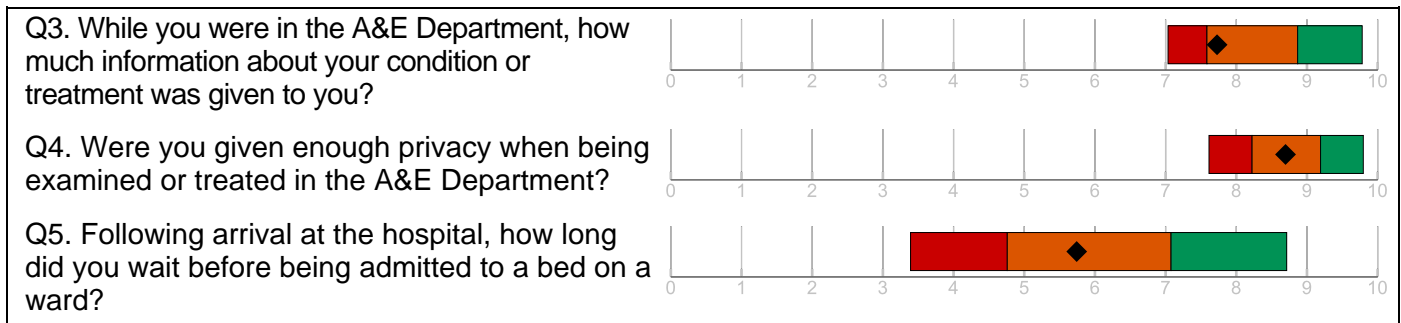 Q3. While you were in the A&E Department, how
much information about your condition or
treatment was given to you?
0 1 2 3 4 5 6 7 8 9 10
Q4. Were you given enough privacy when being
examined or treated in the A&E Department?
0 1 2 3 4 5 6 7 8 9 10
Q5. Following arrival at the hospital, how long
did you wait before being admitted to a bed on a
ward?
0 1 2 3 4 5 6 7 8 9 10